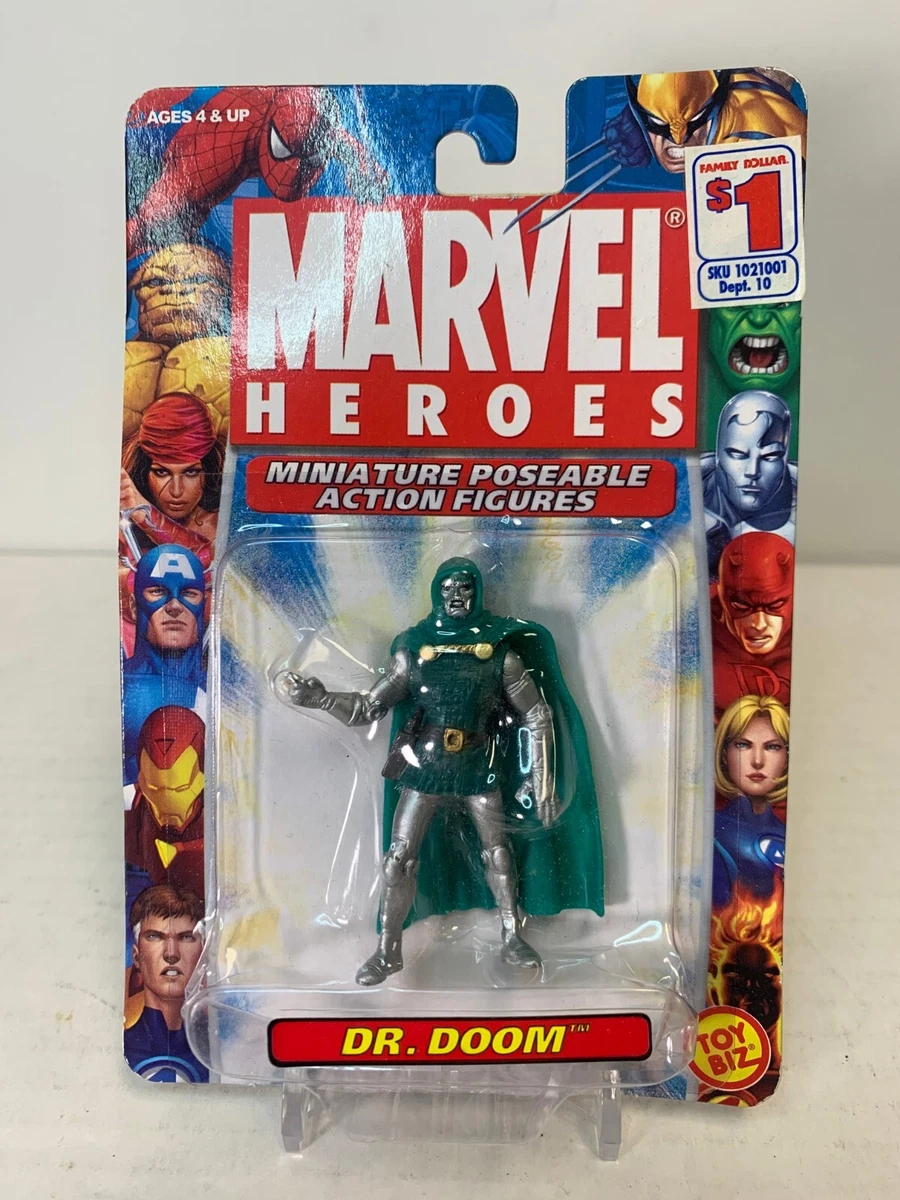 AGES 4 & UP
FAMILY DOLLAR.
$1
SKU 1021001
Dept. 10
MARVEL®
HEROES
MINIATURE POSEABLE
ACTION FIGURES
A
DD
DR. DOOM™
TOY
BIZ®